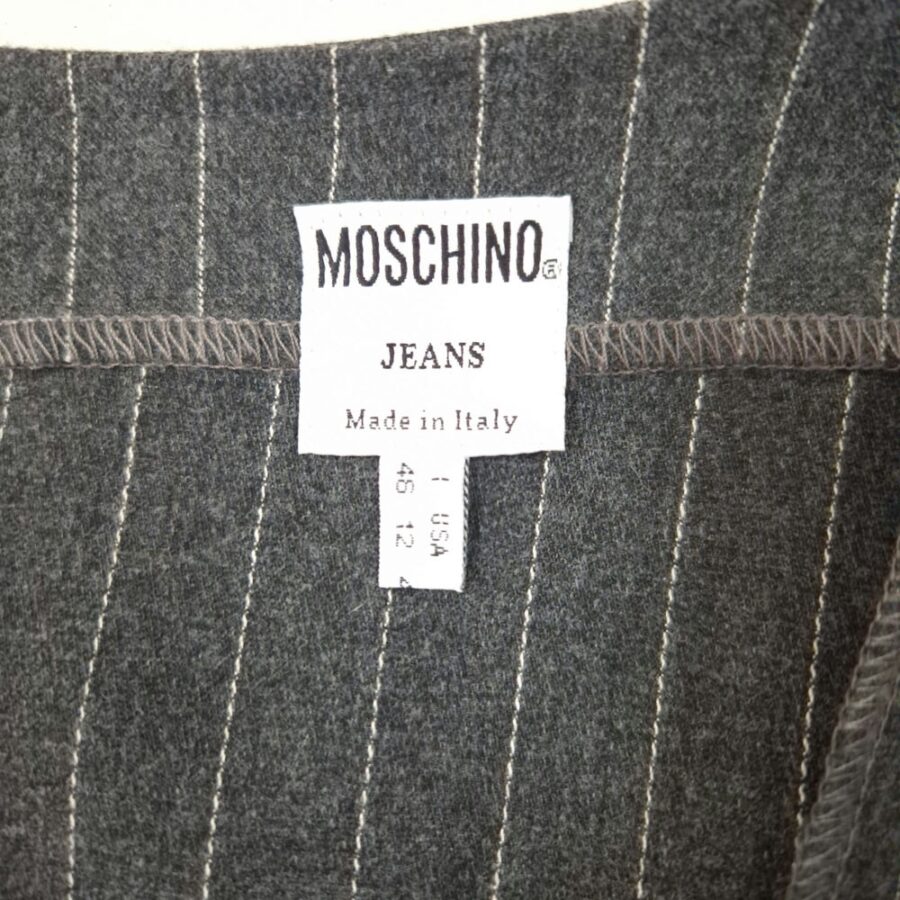 MOSCHINO®
JEANS
Made in Italy
I USA
46 12